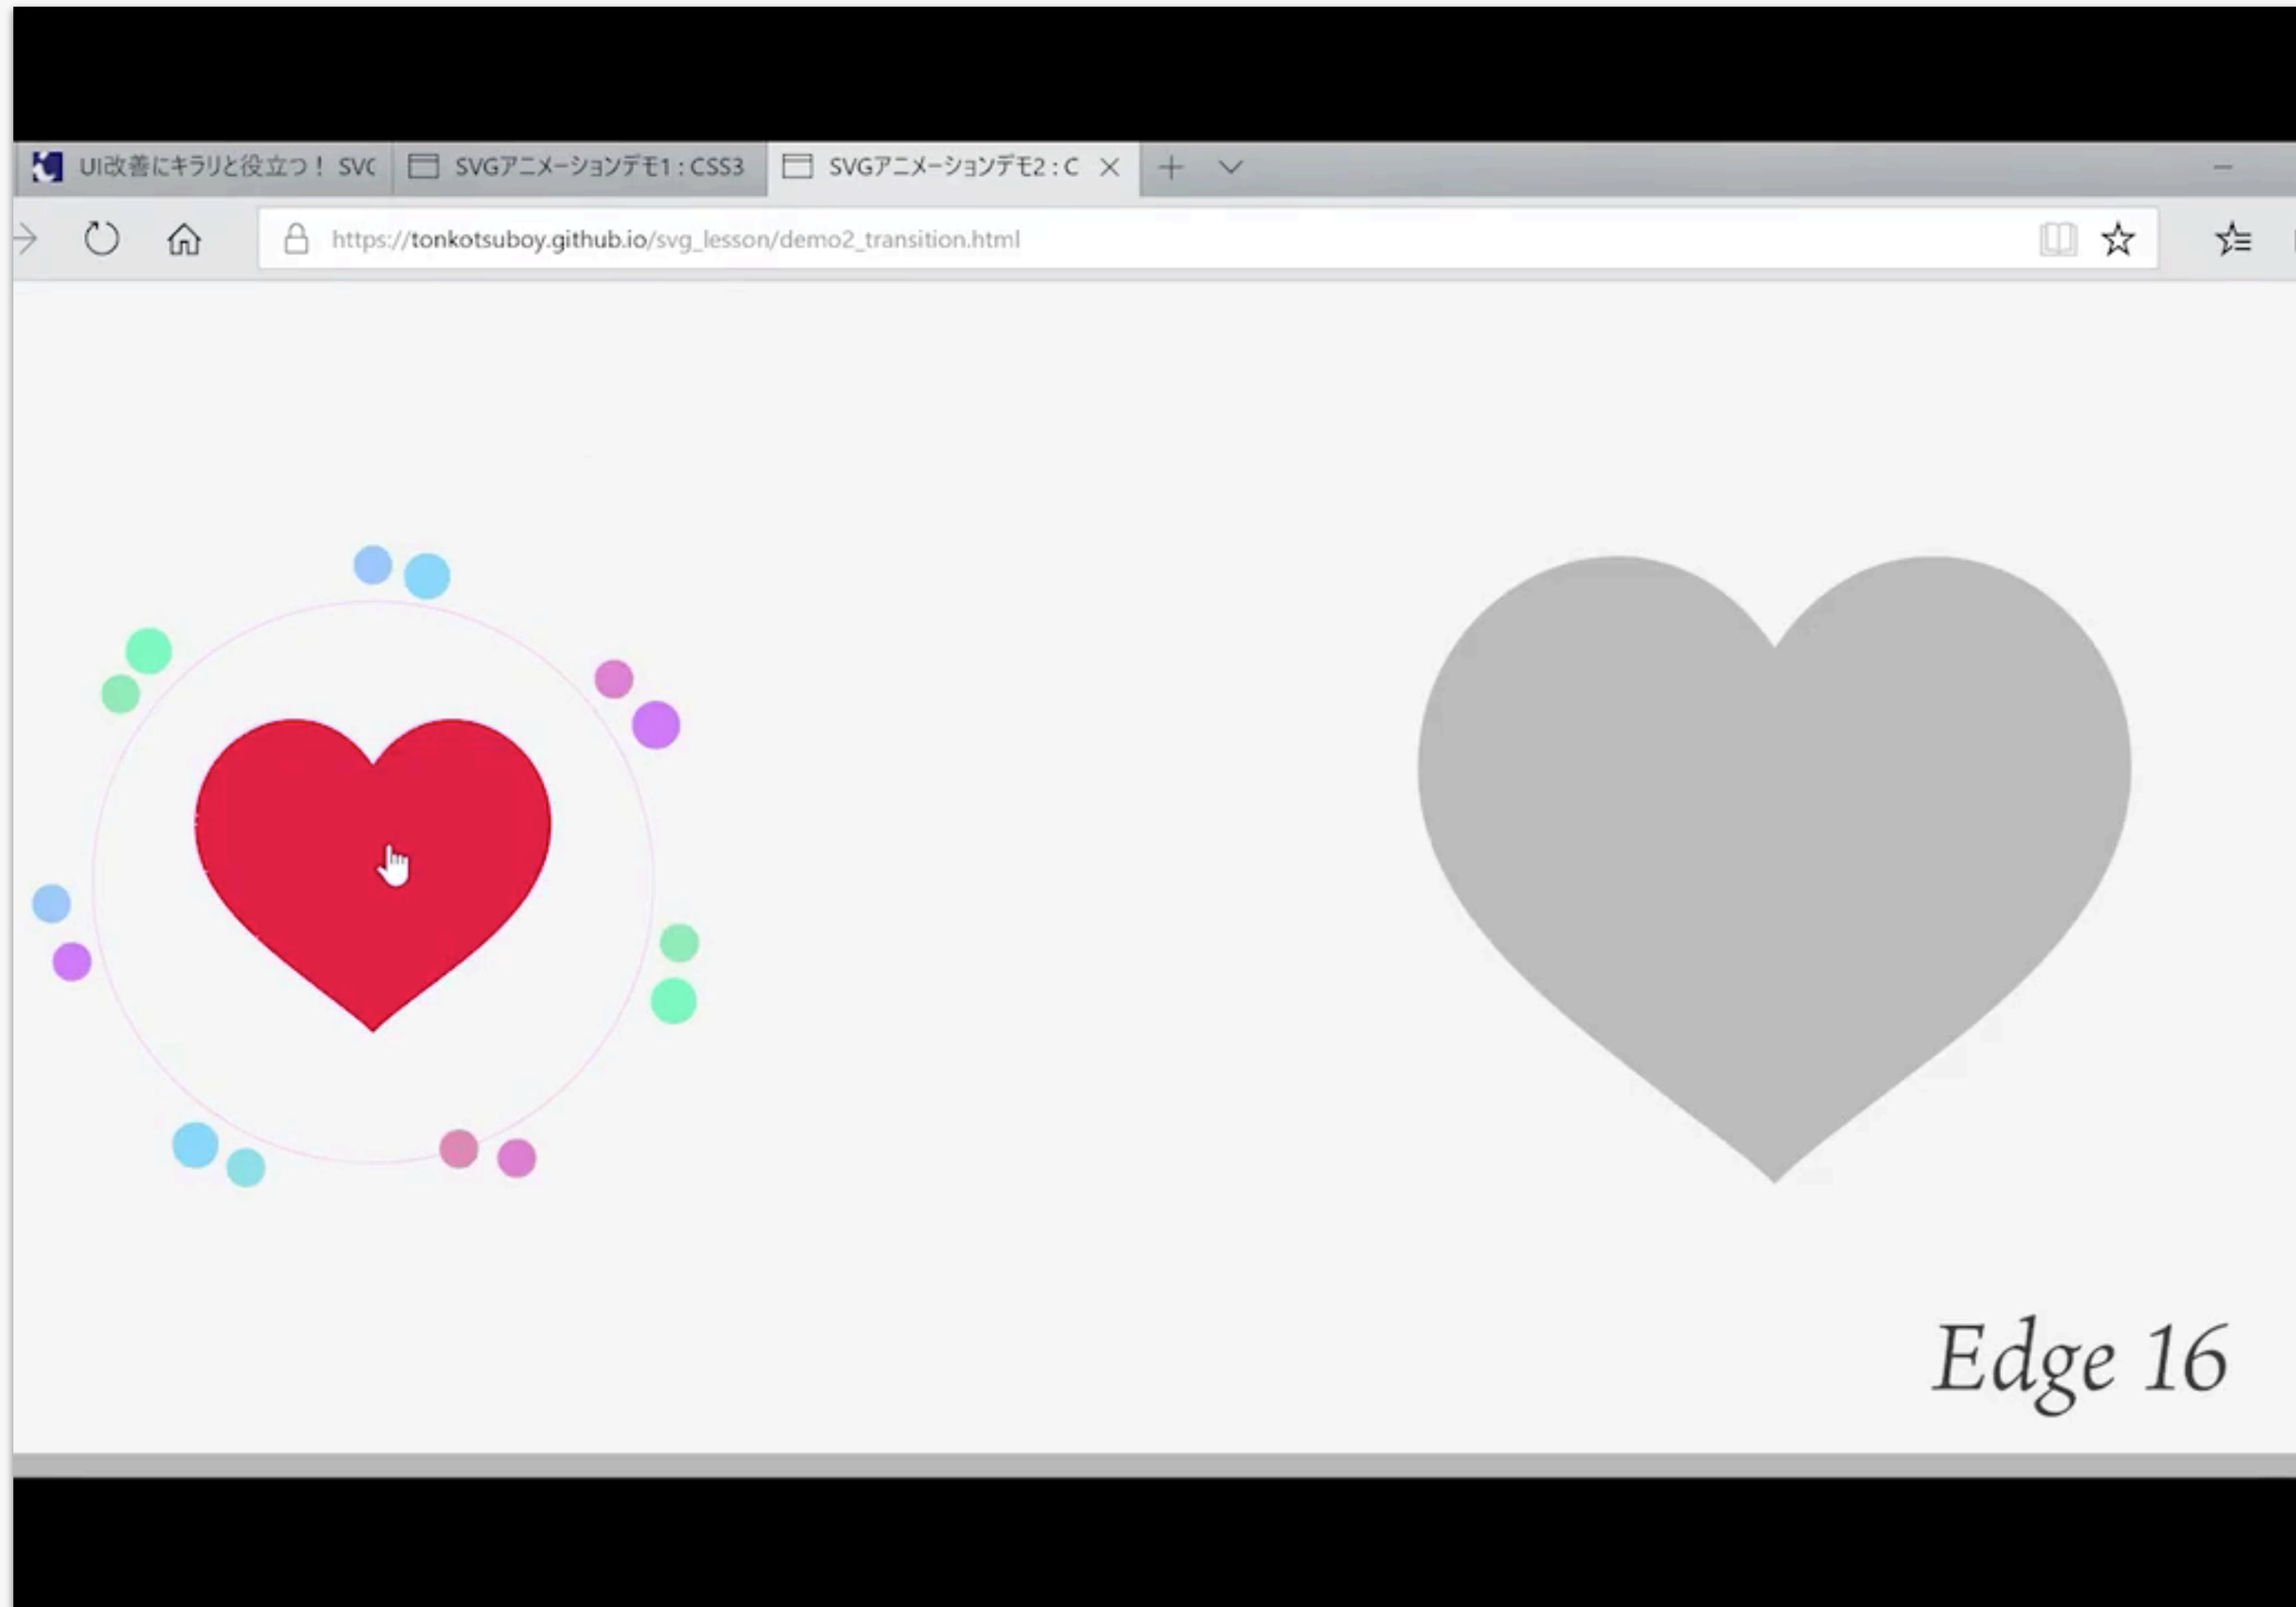 UI改善にキラリと役立つ！ SVG
SVGアニメーションデモ1 : CSS3
SVGアニメーションデモ2 : C
https://tonkotsuboy.github.io/svg_lesson/demo2_transition.html
Edge 16